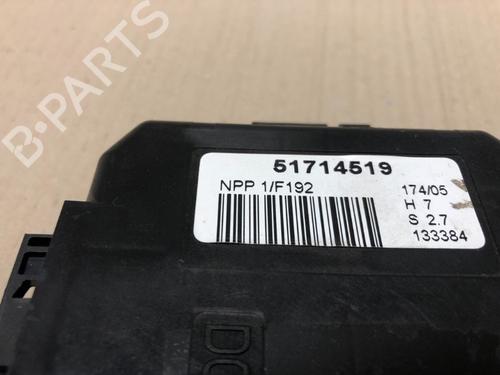 B-PARTS
51714519
NPP 1/F192
174/05
H 7
S 2.7
133384